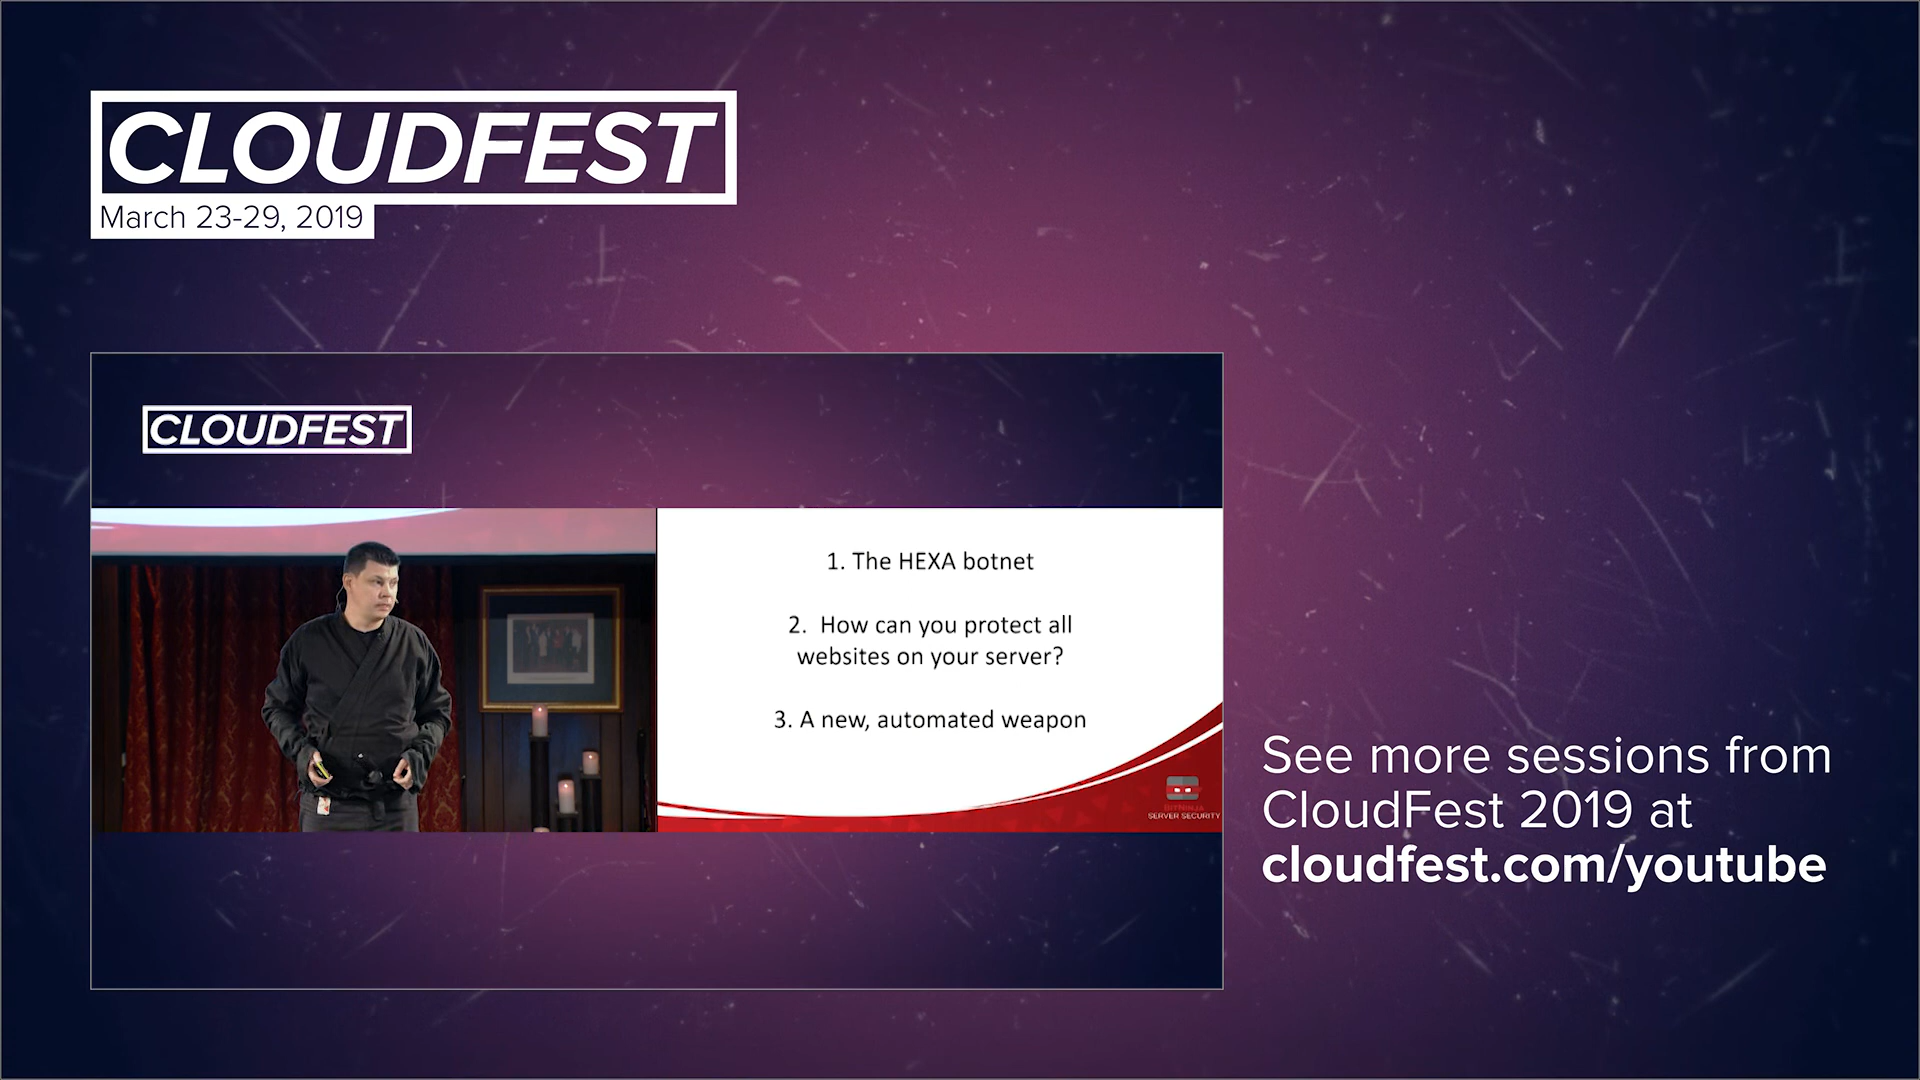 CLOUDFEST
March 23-29, 2019
CLOUDFEST
1. The HEXA botnet
2. How can you protect all
websites on your server?
3. A new, automated weapon
BITNINJA
SERVER SECURITY
See more sessions from
CloudFest 2019 at
cloudfest.com/youtube